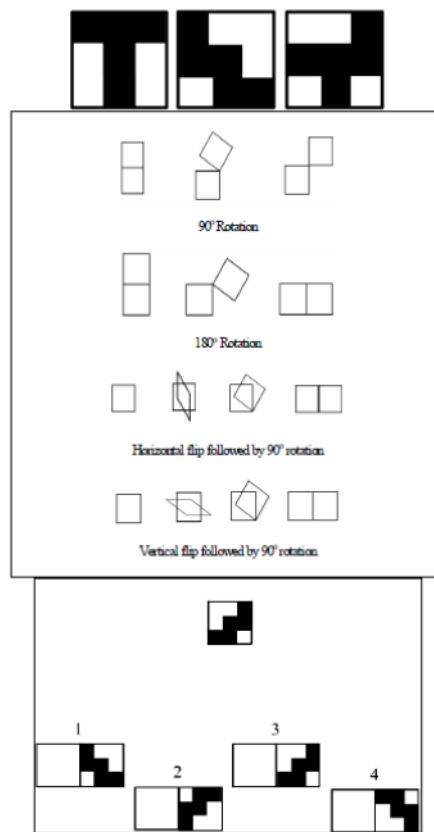 90° Rotation
180° Rotation
Horizontal flip followed by 90° rotation
Vertical flip followed by 90° rotation
1
3
2
4